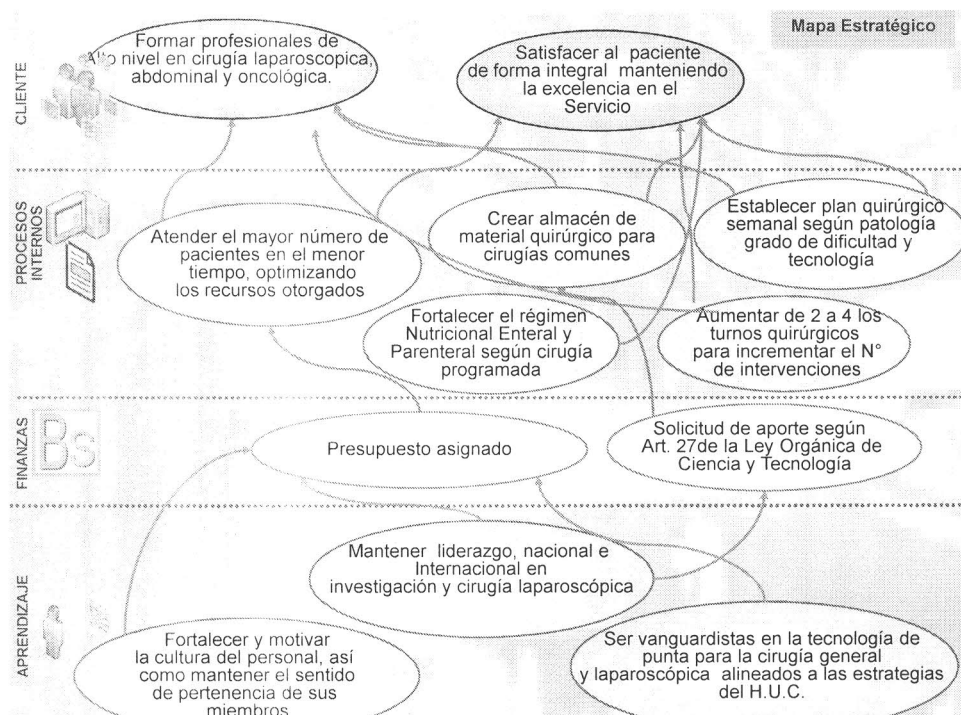 Mapa Estratégico
CLIENTE
Formar profesionales de
Alto nivel en cirugía laparoscopica,
abdominal y oncológica.
Satisfacer al paciente
de forma integral manteniendo
la excelencia en el
Servicio
PROCESOS
INTERNOS
Atender el mayor número de
pacientes en el menor
tiempo, optimizando
los recursos otorgados
Crear almacén de
material quirúrgico para
cirugías comunes
Establecer plan quirúrgico
semanal según patología
grado de dificultad y
tecnología
Fortalecer el régimen
Nutricional Enteral y
Parenteral según cirugía
programada
Aumentar de 2 a 4 los
turnos quirúrgicos
para incrementar el N°
de intervenciones
FINANZAS
Bs
Presupuesto asignado
Solicitud de aporte según
Art. 27de la Ley Orgánica de
Ciencia y Tecnología
APRENDIZAJE
Mantener liderazgo, nacional e
Internacional en
investigación y cirugía laparoscópica
Fortalecer y motivar
la cultura del personal, así
como mantener el sentido
de pertenencia de sus
miembros
Ser vanguardistas en la tecnología de
punta para la cirugía general
y laparoscópica alineados a las estrategias
del H.U.C.